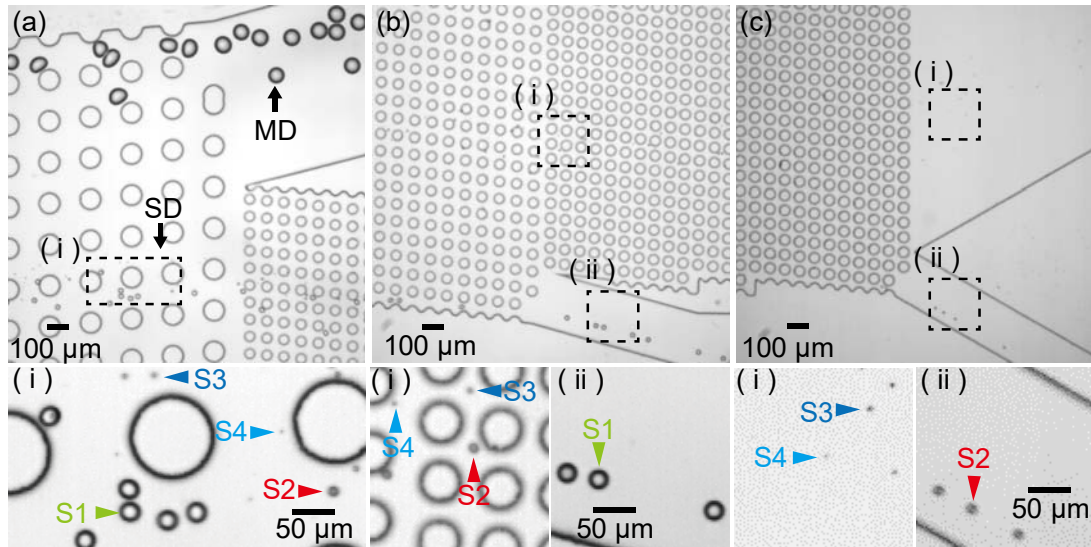 (a)
MD
SD
( i )
100 µm
(b)
( i )
( ii )
100 µm
(c)
( i )
( ii )
100 µm
( i )
S3
S4
S2
S1
50 µm
( i )
S3
S4
S2
( ii )
S1
50 µm
( i )
S3
S4
( ii )
S2
50 µm